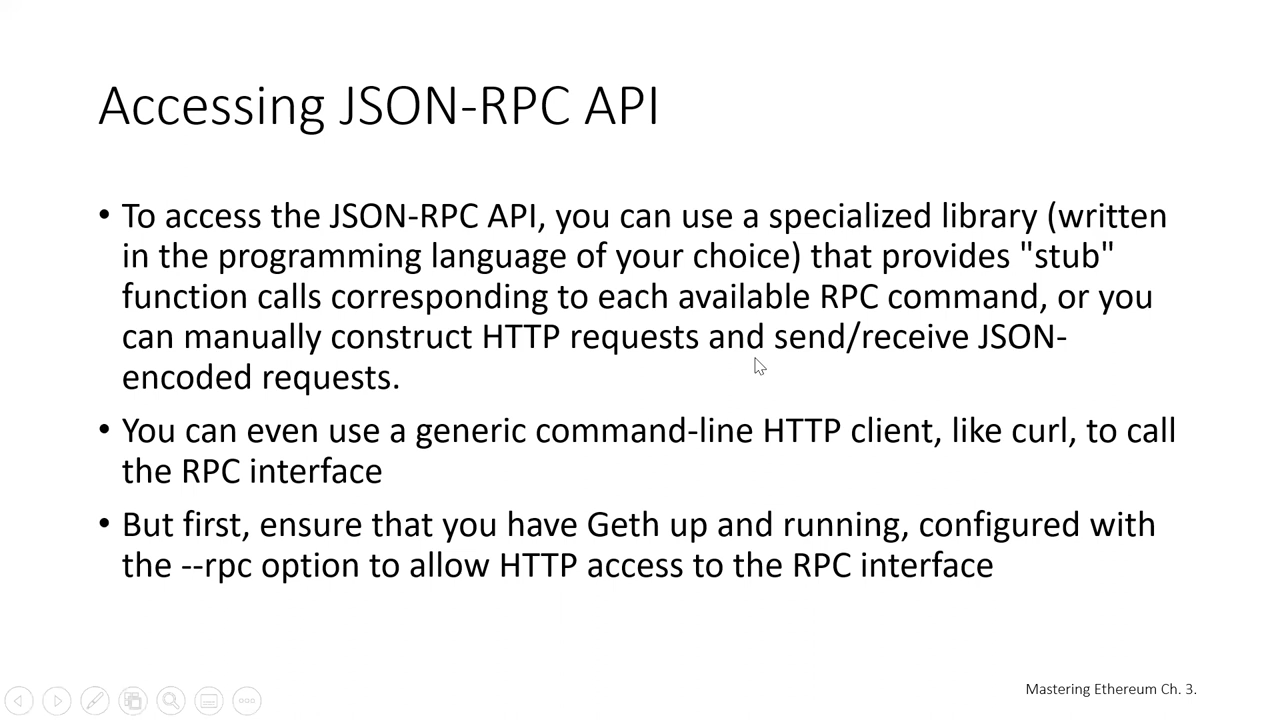 Accessing JSON-RPC API
• To access the JSON-RPC API, you can use a specialized library (written
in the programming language of your choice) that provides "stub"
function calls corresponding to each available RPC command, or you
can manually construct HTTP requests and send/receive JSON-
encoded requests.
• You can even use a generic command-line HTTP client, like curl, to call
the RPC interface
• But first, ensure that you have Geth up and running, configured with
the --rpc option to allow HTTP access to the RPC interface
Mastering Ethereum Ch. 3.